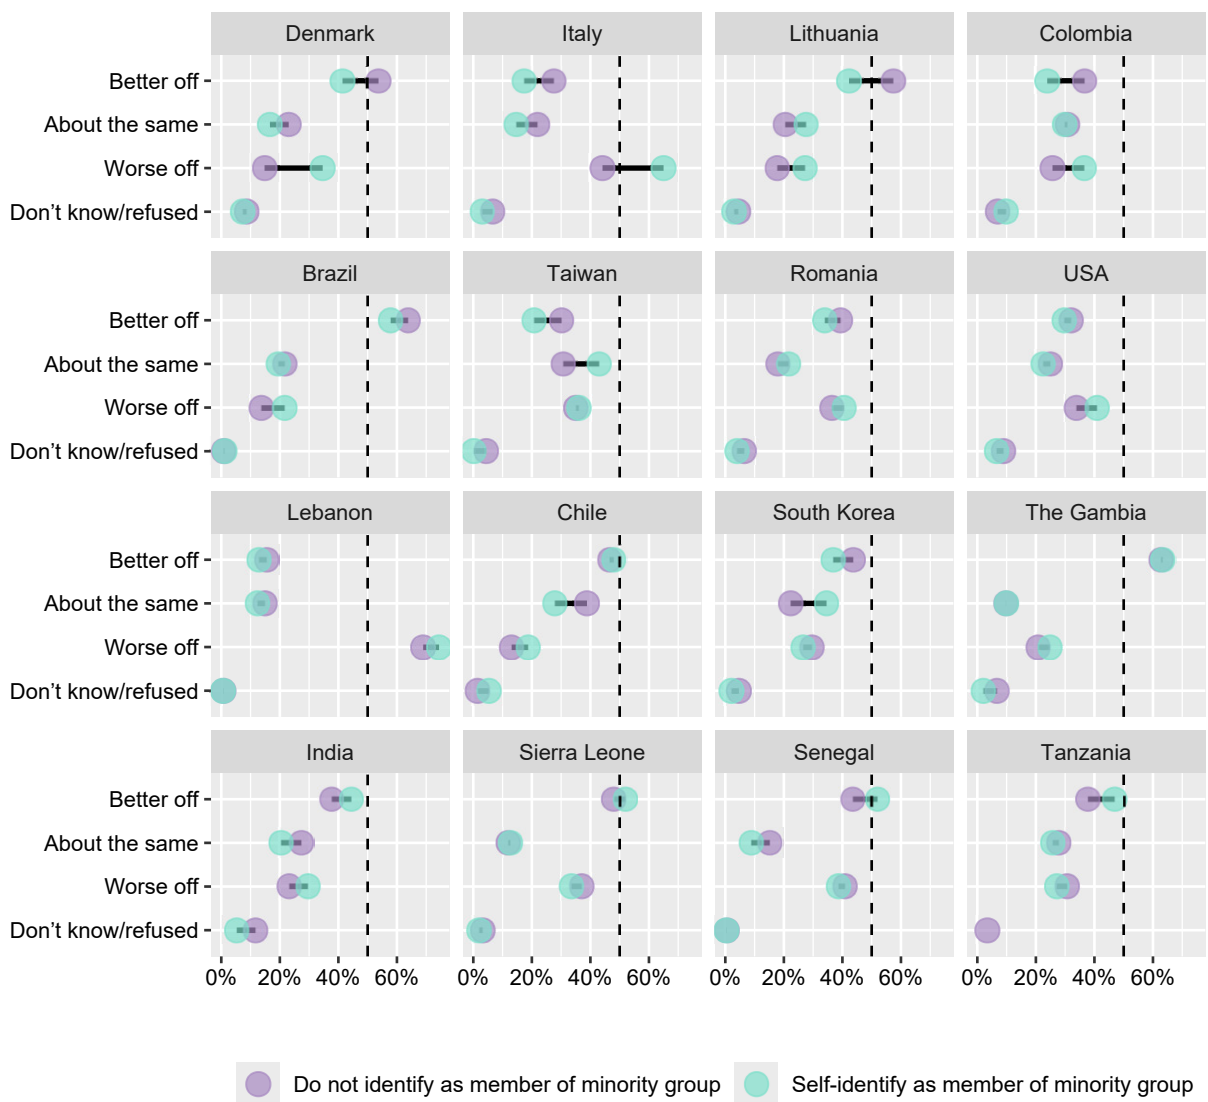 Denmark Italy Lithuania Colombia
Better off
About the same
Worse off
Don’t know/refused
Brazil Taiwan Romania USA
Better off
About the same
Worse off
Don’t know/refused
Lebanon Chile South Korea The Gambia
Better off
About the same
Worse off
Don’t know/refused
India Sierra Leone Senegal Tanzania
Better off
About the same
Worse off
Don’t know/refused
0% 20% 40% 60% 0% 20% 40% 60% 0% 20% 40% 60% 0% 20% 40% 60%
Do not identify as member of minority group Self-identify as member of minority group